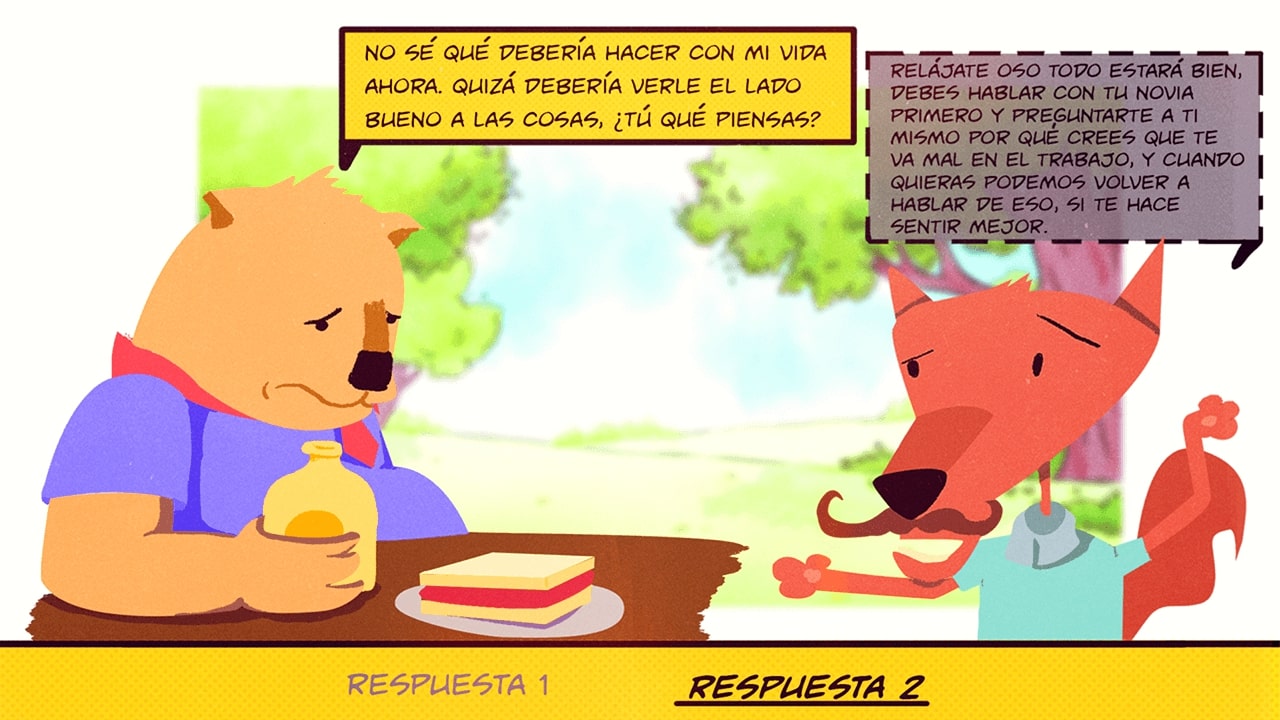 NO SÉ QUÉ DEBERÍA HACER CON MI VIDA
AHORA. QUIZÁ DEBERÍA VERLE EL LADO
BUENO A LAS COSAS, ¿TÚ QUÉ PIENSAS?
RELÁJATE OSO TODO ESTARÁ BIEN,
DEBES HABLAR CON TU NOVIA
PRIMERO Y PREGUNTARTE A TI
MISMO POR QUÉ CREES QUE TE
VA MAL EN EL TRABAJO, Y CUANDO
QUIERAS PODEMOS VOLVER A
HABLAR DE ESO, SI TE HACE
SENTIR MEJOR.
RESPUESTA 1
RESPUESTA 2